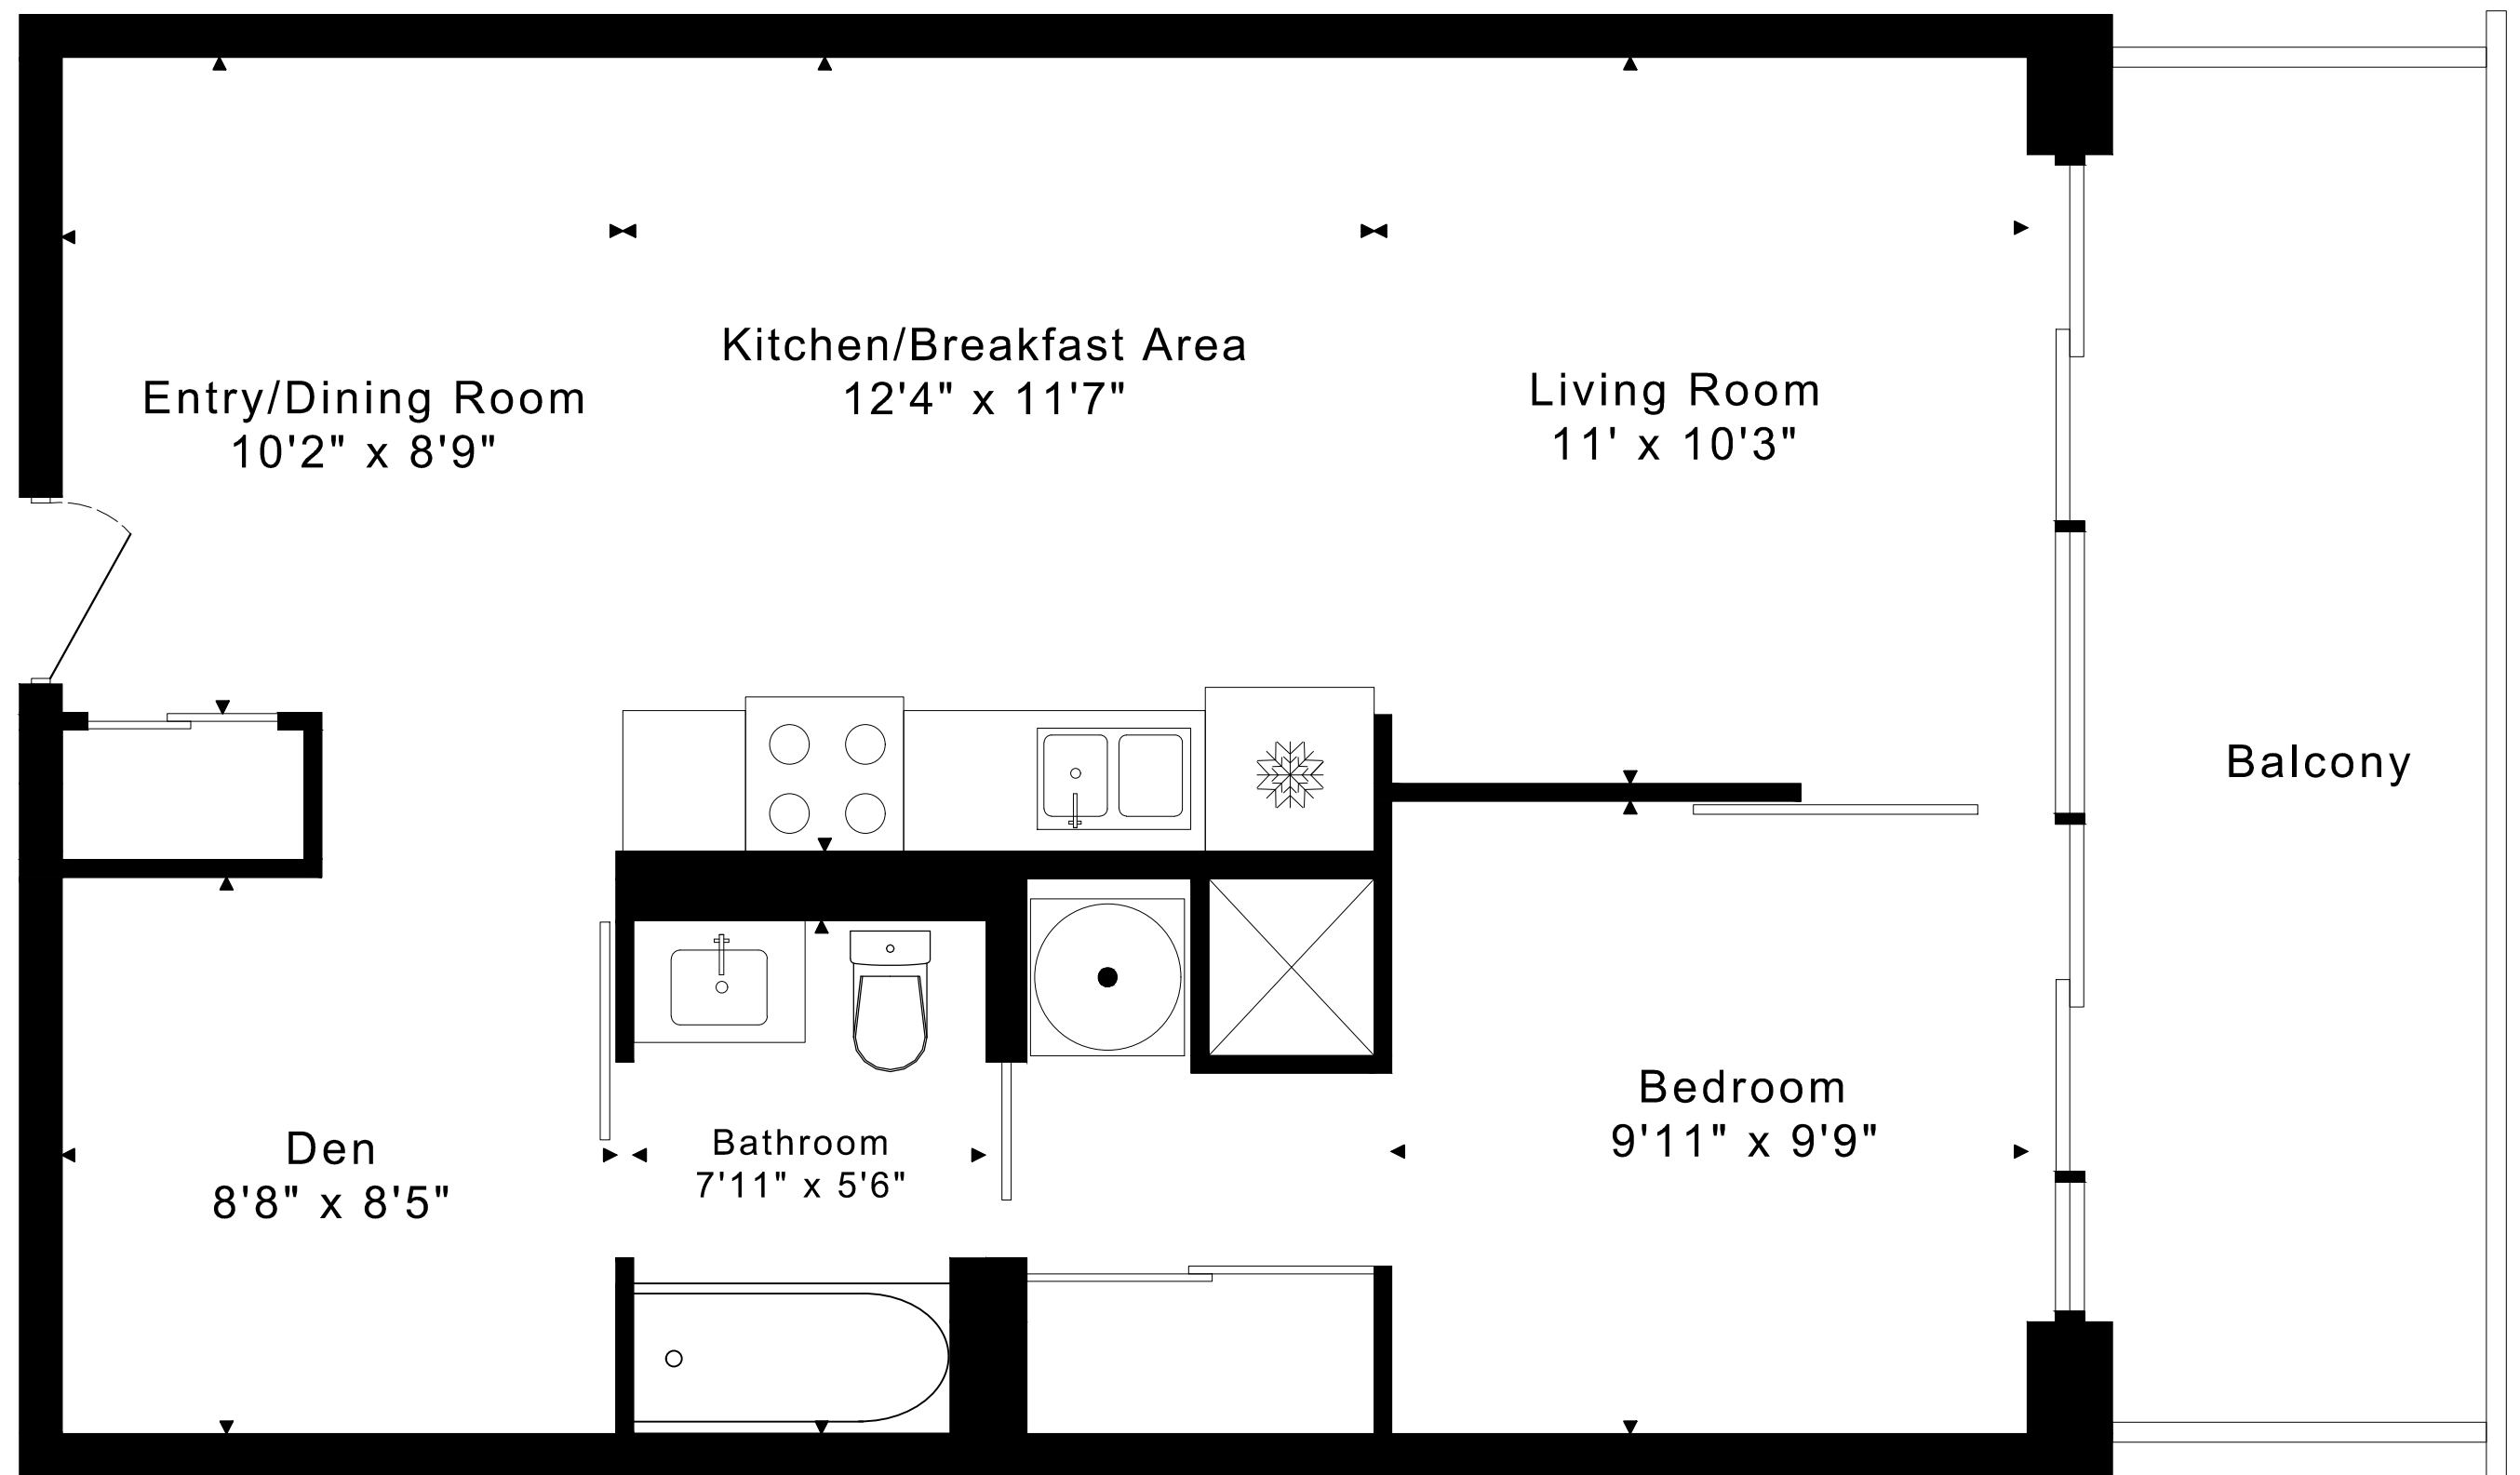 Kitchen/Breakfast Area
12'4" x 11'7"
Entry/Dining Room
10'2" x 8'9"
Living Room
11' x 10'3"
Balcony
Bedroom
9'11" x 9'9"
Den
8'8" x 8'5"
Bathroom
7'11" x 5'6"